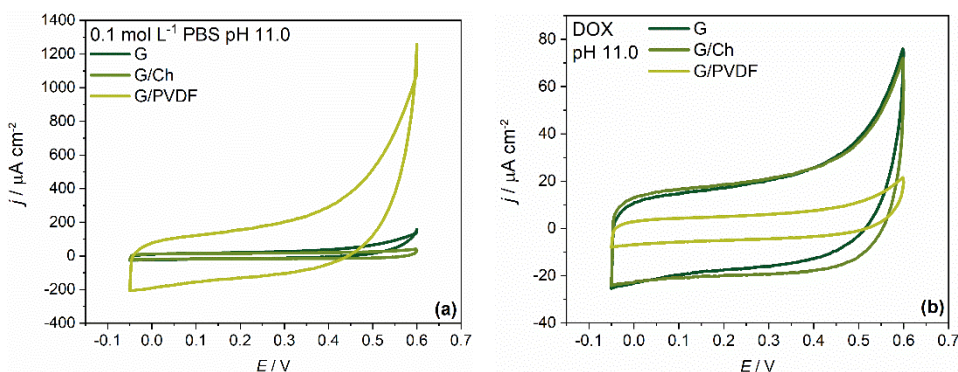 0.1 mol L⁻¹ PBS pH 11.0
G
G/Ch
G/PVDF
1400
1200
1000
800
600
400
200
0
-200
-400
j / µA cm⁻²
-0.1 0.0 0.1 0.2 0.3 0.4 0.5 0.6 0.7
E / V
(a)
DOX
pH 11.0
G
G/Ch
G/PVDF
80
60
40
20
0
-20
-40
j / µA cm⁻²
-0.1 0.0 0.1 0.2 0.3 0.4 0.5 0.6 0.7
E / V
(b)